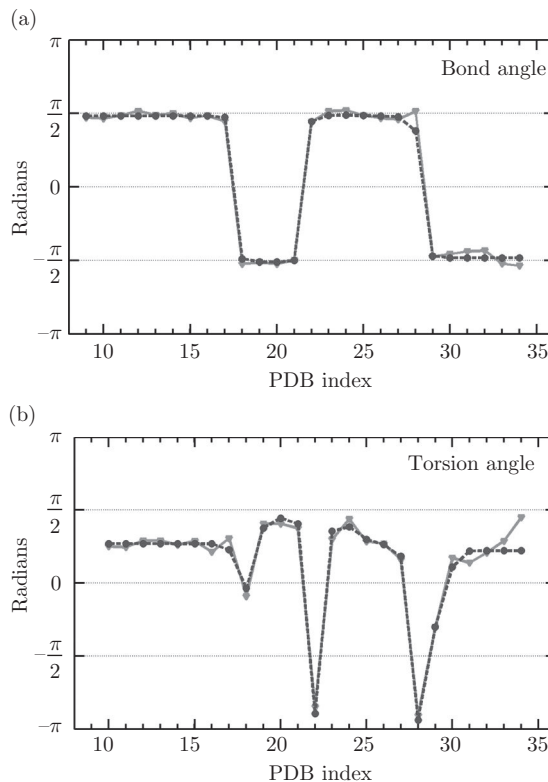 (a)
π
Bond angle
π/2
Radians
0
−π/2
−π
10 15 20 25 30 35
PDB index
(b)
π
Torsion angle
π/2
Radians
0
−π/2
−π
10 15 20 25 30 35
PDB index